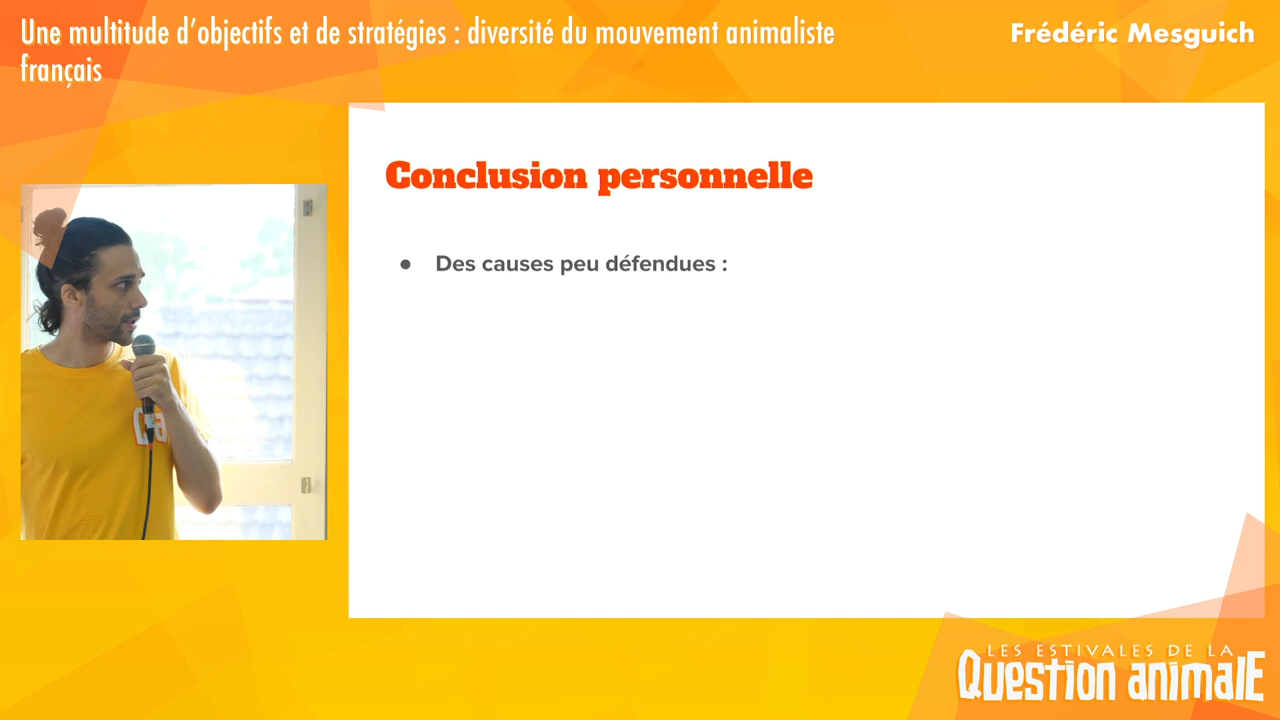 Une multitude d'objectifs et de stratégies : diversité du mouvement animaliste
français
Frédéric Mesguich
Conclusion personnelle
● Des causes peu défendues :
LES ESTIVALES DE LA
Question animale